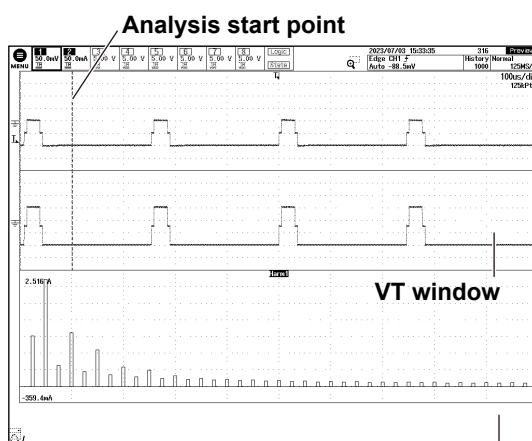 Analysis start point
MENU 1 50.0mV 2 50.0mA 3 5.00 V 4 5.00 V 5 5.00 V 6 5.00 V 7 5.00 V 8 5.00 V Logic State
2023/07/03 15:33:35 316 Preview
Edge CH1 History Normal
Auto -88.5mV 1000 125MS/
100us/di
125kPt
Harm1
2.516 A
VT window
-359.4mA